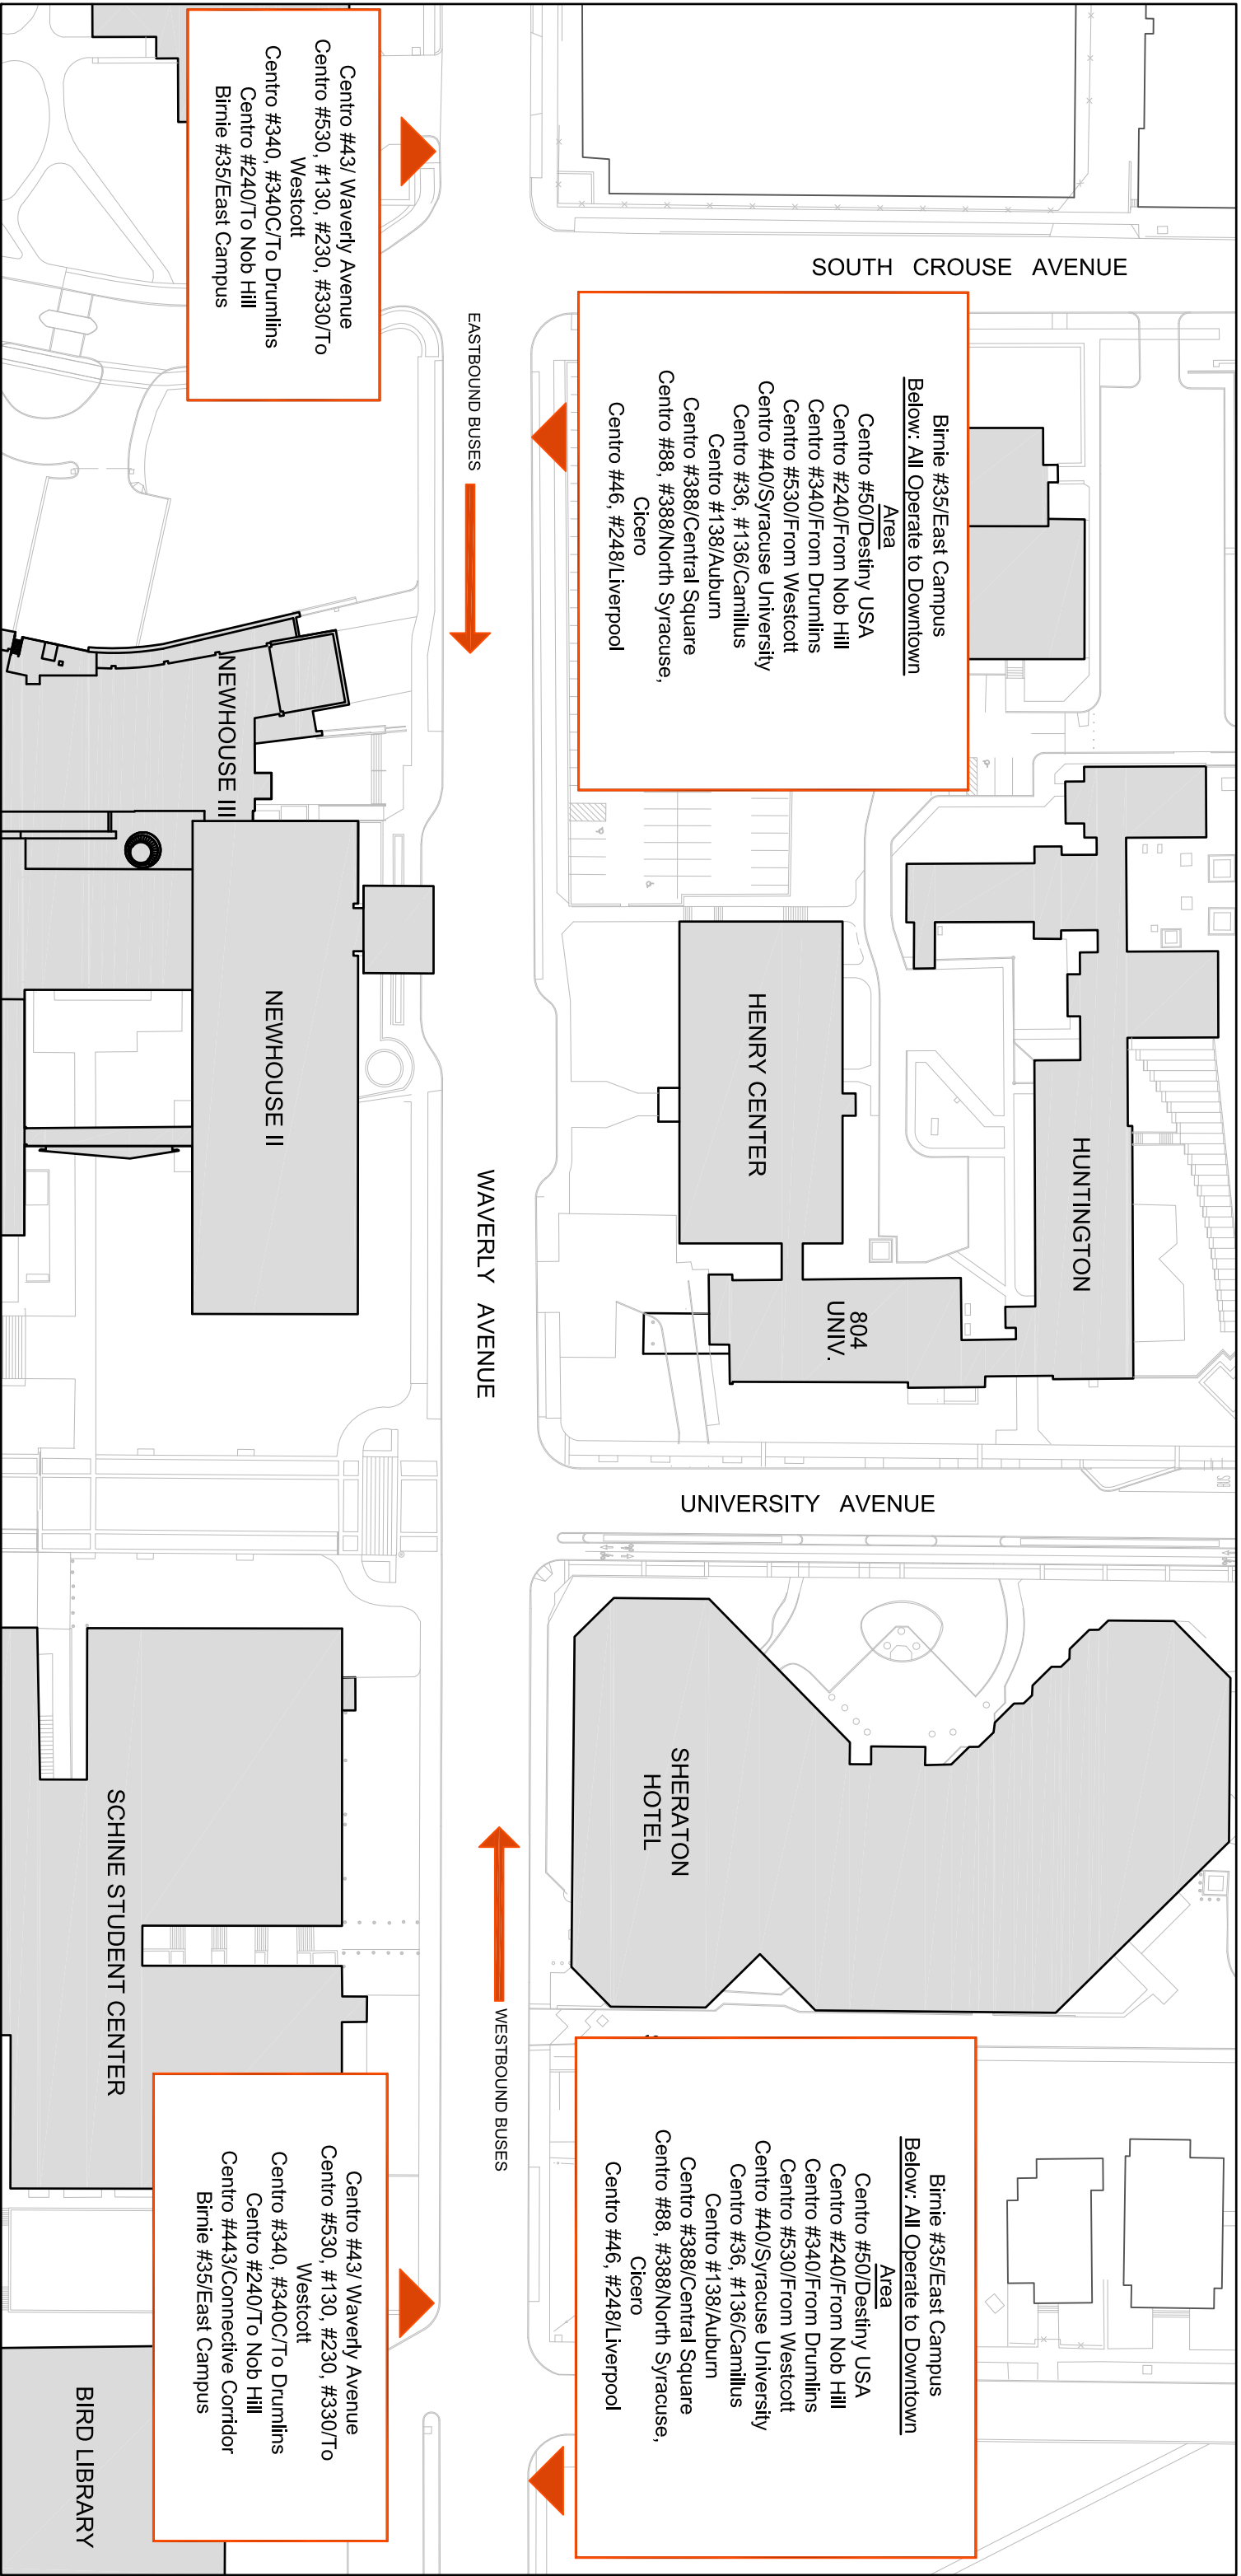 SOUTH CROUSE AVENUE
Birnie #35/East Campus
Below: All Operate to Downtown
Area
Centro #50/Destiny USA
Centro #240/From Nob Hill
Centro #340/From Drumlins
Centro #530/From Westcott
Centro #40/Syracuse University
Centro #36, #136/Camillus
Centro #138/Auburn
Centro #388/Central Square
Centro #88, #388/North Syracuse,
Cicero
Centro #46, #248/Liverpool
HUNTINGTON
HENRY CENTER
804
UNIV.
UNIVERSITY AVENUE
SHERATON
HOTEL
Birnie #35/East Campus
Below: All Operate to Downtown
Area
Centro #50/Destiny USA
Centro #240/From Nob Hill
Centro #340/From Drumlins
Centro #530/From Westcott
Centro #40/Syracuse University
Centro #36, #136/Camillus
Centro #138/Auburn
Centro #388/Central Square
Centro #88, #388/North Syracuse,
Cicero
Centro #46, #248/Liverpool
EASTBOUND BUSES
WAVERLY AVENUE
WESTBOUND BUSES
Centro #43/ Waverly Avenue
Centro #530, #130, #230, #330/To
Westcott
Centro #340, #340C/To Drumlins
Centro #240/To Nob Hill
Birnie #35/East Campus
NEWHOUSE III
NEWHOUSE II
SCHINE STUDENT CENTER
Centro #43/ Waverly Avenue
Centro #530, #130, #230, #330/To
Westcott
Centro #340, #340C/To Drumlins
Centro #240/To Nob Hill
Centro #443/Connective Corridor
Birnie #35/East Campus
BIRD LIBRARY